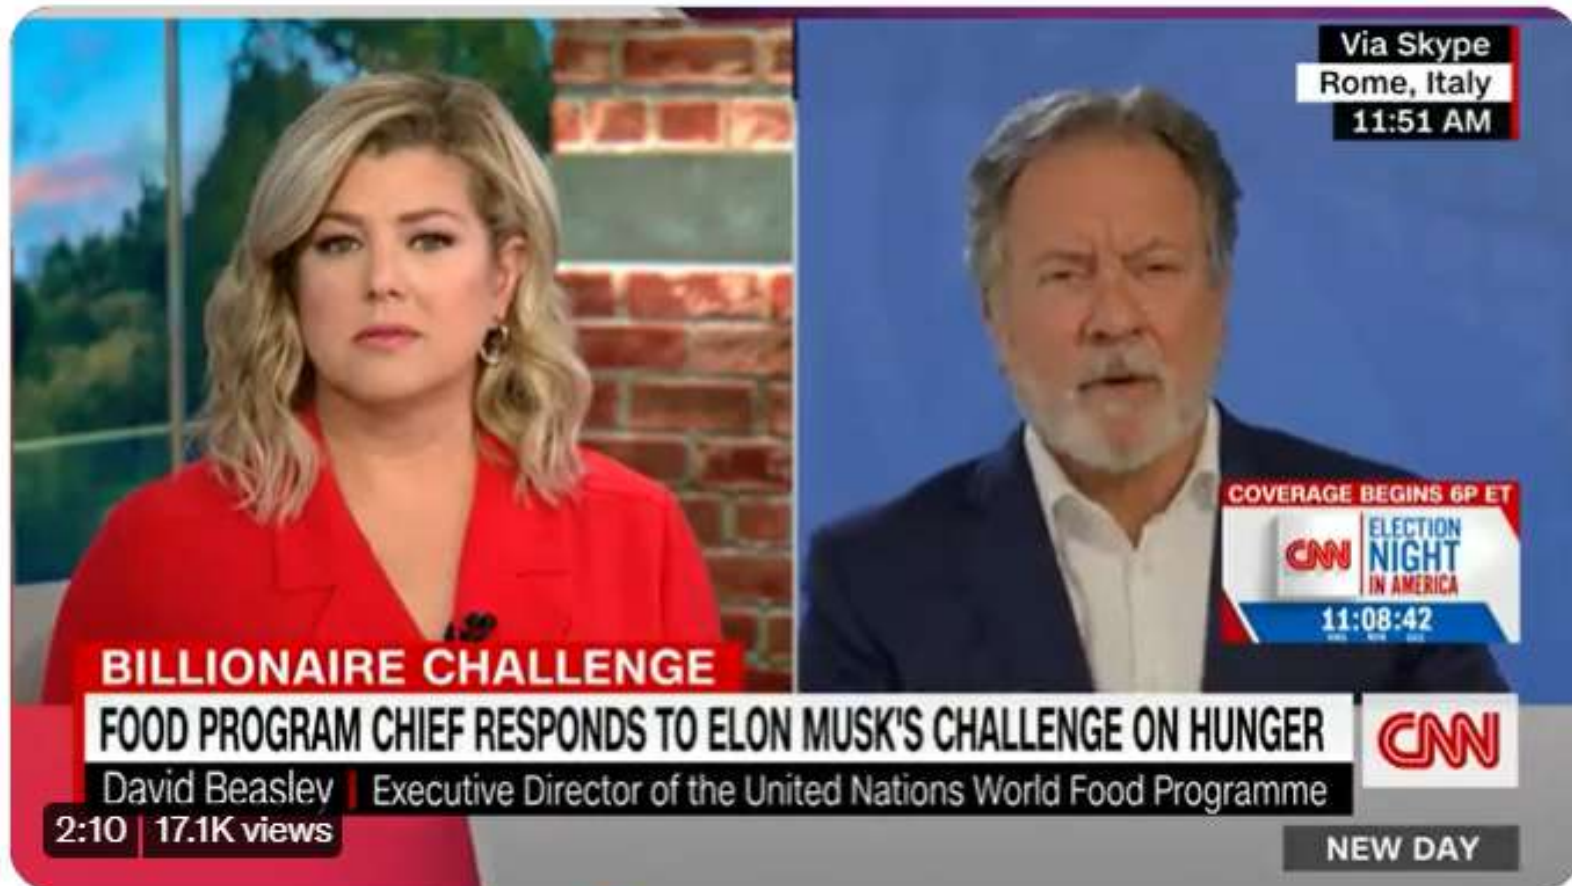 Via Skype
Rome, Italy
11:51 AM
COVERAGE BEGINS 6P ET
CNN
ELECTION
NIGHT
IN AMERICA
11:08:42
BILLIONAIRE CHALLENGE
FOOD PROGRAM CHIEF RESPONDS TO ELON MUSK'S CHALLENGE ON HUNGER
CNN
David Beasley | Executive Director of the United Nations World Food Programme
2:10 | 17.1K views
NEW DAY